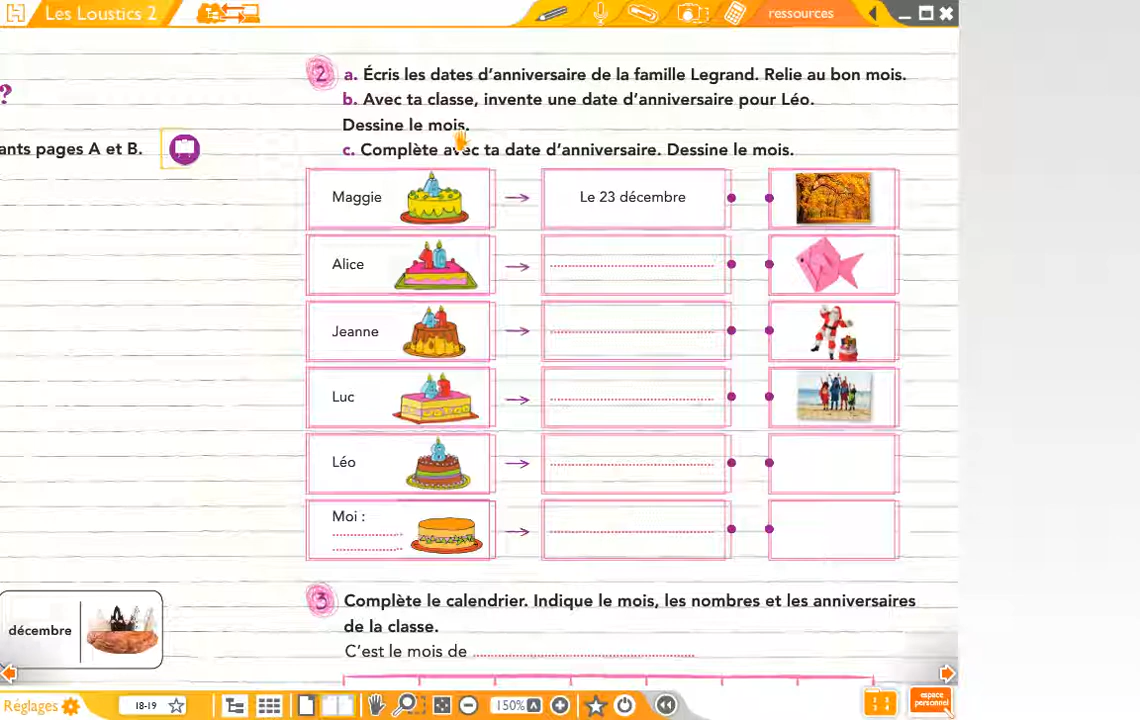 Les Loustics 2
ressources
?
ants pages A et B.
2 a. Écris les dates d'anniversaire de la famille Legrand. Relie au bon mois.
b. Avec ta classe, invente une date d'anniversaire pour Léo.
Dessine le mois.
c. Complète avec ta date d'anniversaire. Dessine le mois.
Maggie
Le 23 décembre
Alice
Jeanne
Luc
Léo
8
Moi :
3 Complète le calendrier. Indique le mois, les nombres et les anniversaires
de la classe.
C'est le mois de
décembre
Réglages
18-19
150% A
espace
personnel